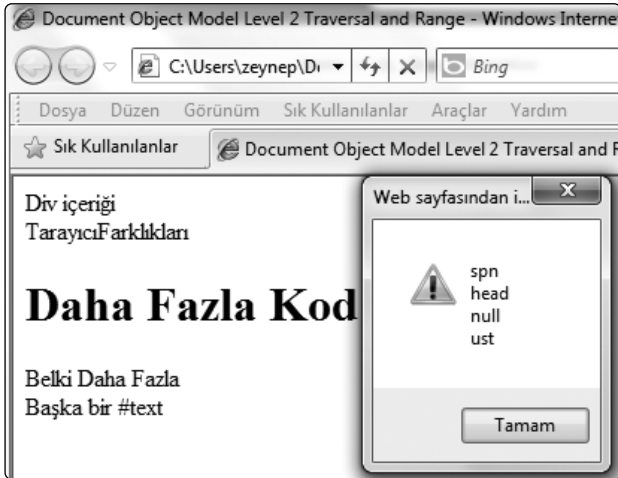 Document Object Model Level 2 Traversal and Range - Windows Interne
C:\Users\zeynep\D
Bing
Dosya Düzen Görünüm Sık Kullanılanlar Araçlar Yardım
Sık Kullanılanlar
Document Object Model Level 2 Traversal and R
Div içeriği
TarayıcıFarklıkları
Daha Fazla Kod
Belki Daha Fazla
Başka bir #text
Web sayfasından i...
spn
head
null
ust
Tamam